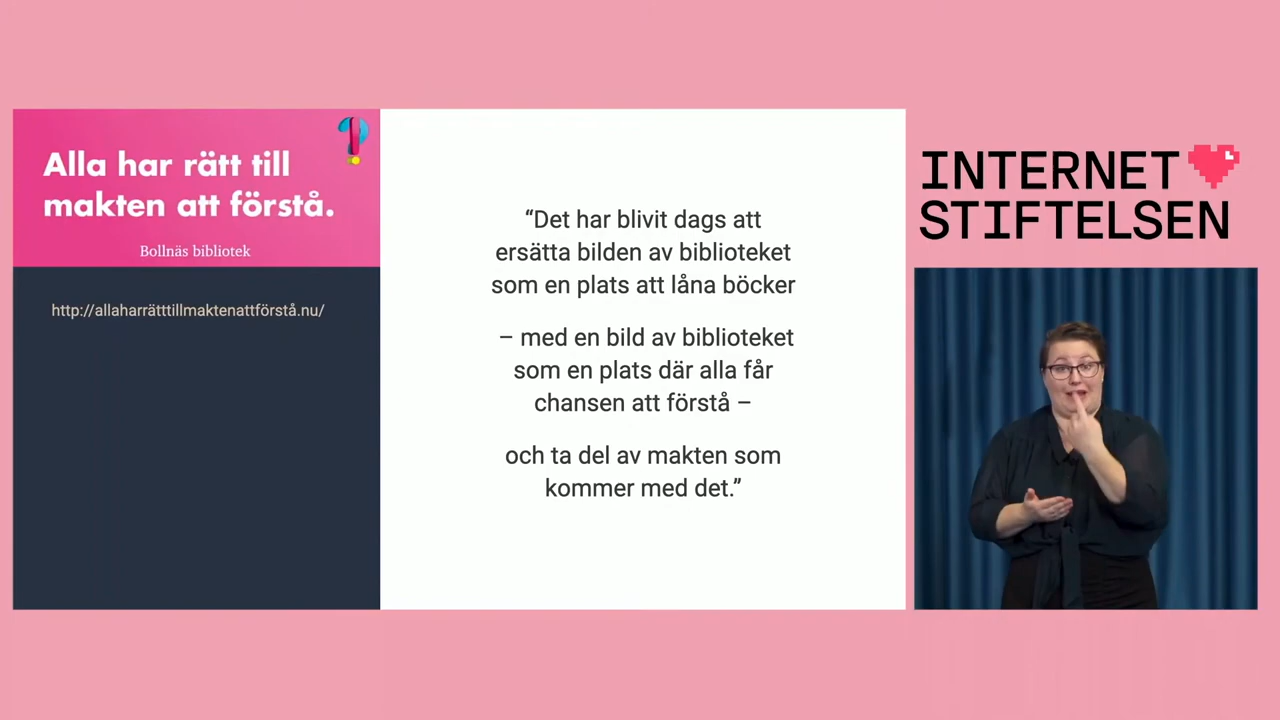 Alla har rätt till
makten att förstå.
Bollnäs bibliotek
http://allaharrätttillmaktenattförstå.nu/
“Det har blivit dags att
ersätta bilden av biblioteket
som en plats att låna böcker
– med en bild av biblioteket
som en plats där alla får
chansen att förstå –
och ta del av makten som
kommer med det.”
INTERNET
STIFTELSEN